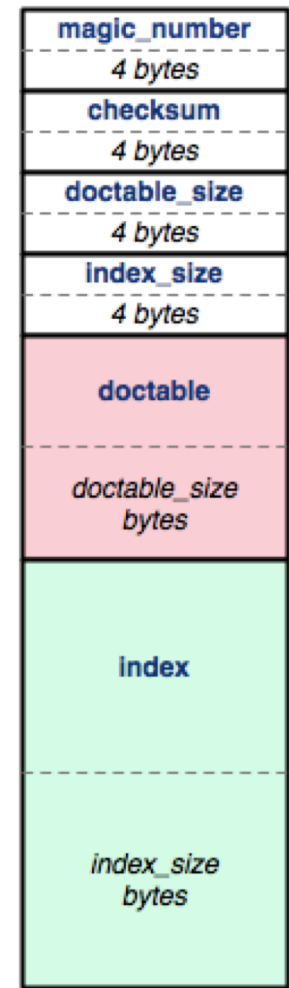 magic_number
4 bytes
checksum
4 bytes
doctable_size
4 bytes
index_size
4 bytes
doctable
doctable_size
bytes
index
index_size
bytes